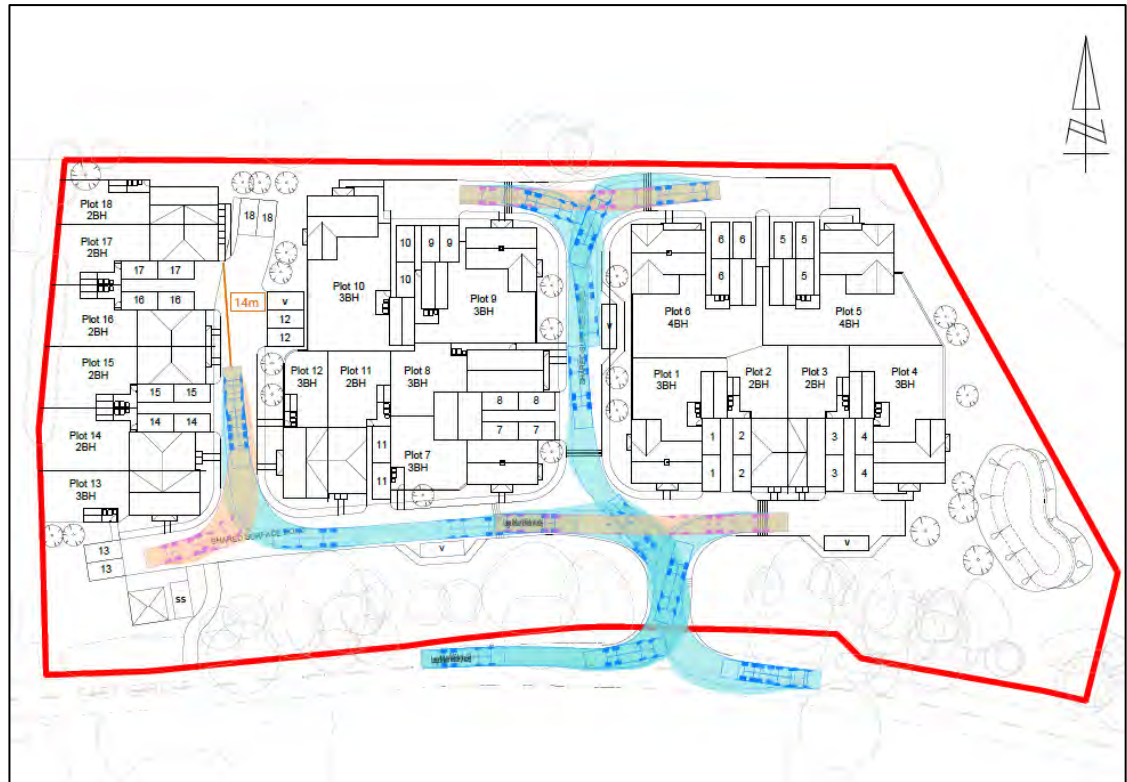 Plot 18
2BH
18
18
Plot 17
2BH
17
17
16
16
14m
v
12
12
Plot 16
2BH
Plot 15
2BH
15
15
14
14
Plot 14
2BH
Plot 13
3BH
13
13
SS
SHARED SURFACE ROAD
Plot 10
3BH
10
9
9
10
Plot 9
3BH
Plot 12
3BH
Plot 11
2BH
Plot 8
3BH
8
8
7
7
11
11
Plot 7
3BH
v
v
6
6
5
5
6
5
Plot 6
4BH
Plot 5
4BH
Plot 1
3BH
Plot 2
2BH
Plot 3
2BH
Plot 4
3BH
1
2
3
4
1
2
3
4
v
N